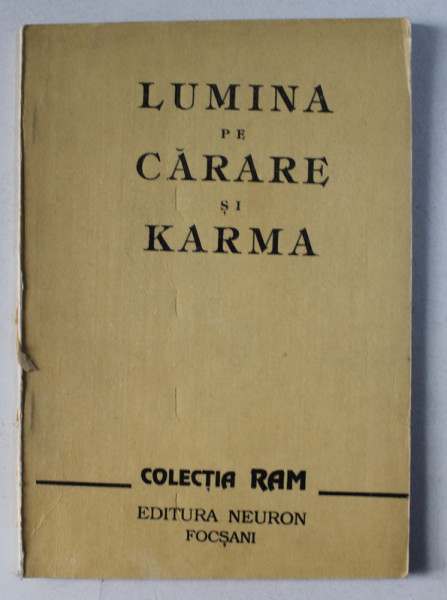 LUMINA
PE
CĂRARE
ȘI
KARMA
COLECȚIA RAM
EDITURA NEURON
FOCȘANI